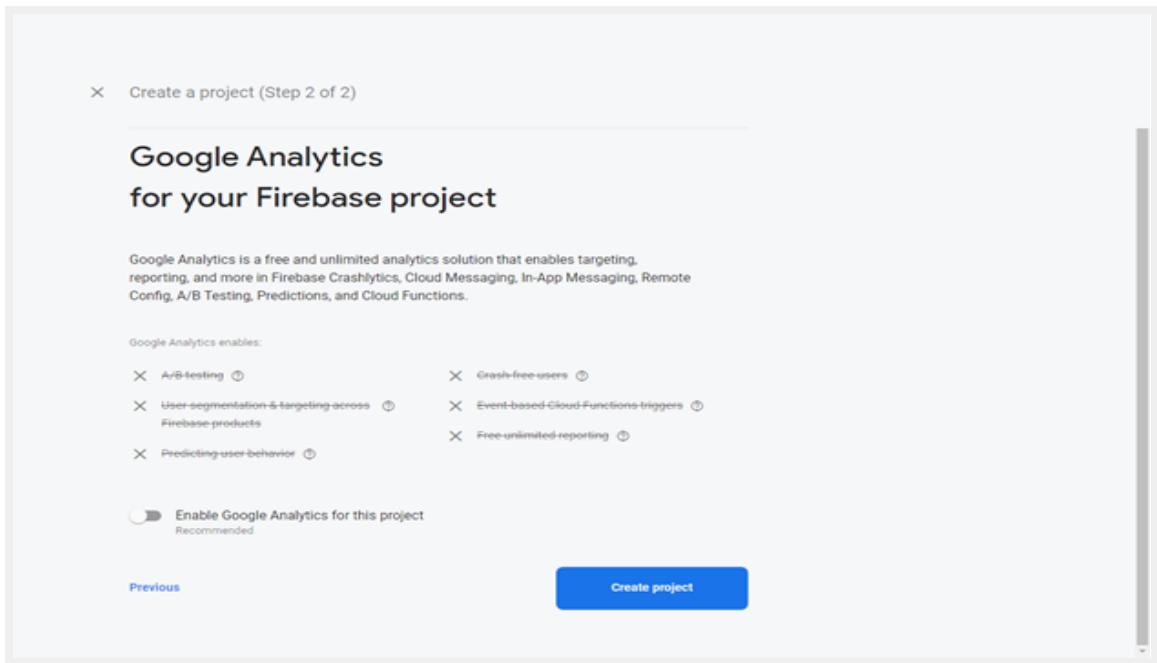 Create a project (Step 2 of 2)
Google Analytics
for your Firebase project
Google Analytics is a free and unlimited analytics solution that enables targeting,
reporting, and more in Firebase Crashlytics, Cloud Messaging, In-App Messaging, Remote
Config, A/B Testing, Predictions, and Cloud Functions.
Google Analytics enables:
A/B testing
User segmentation & targeting across
Firebase products
Predicting user behavior
Crash-free users
Event-based Cloud Functions triggers
Free unlimited reporting
Enable Google Analytics for this project
Recommended
Previous
Create project